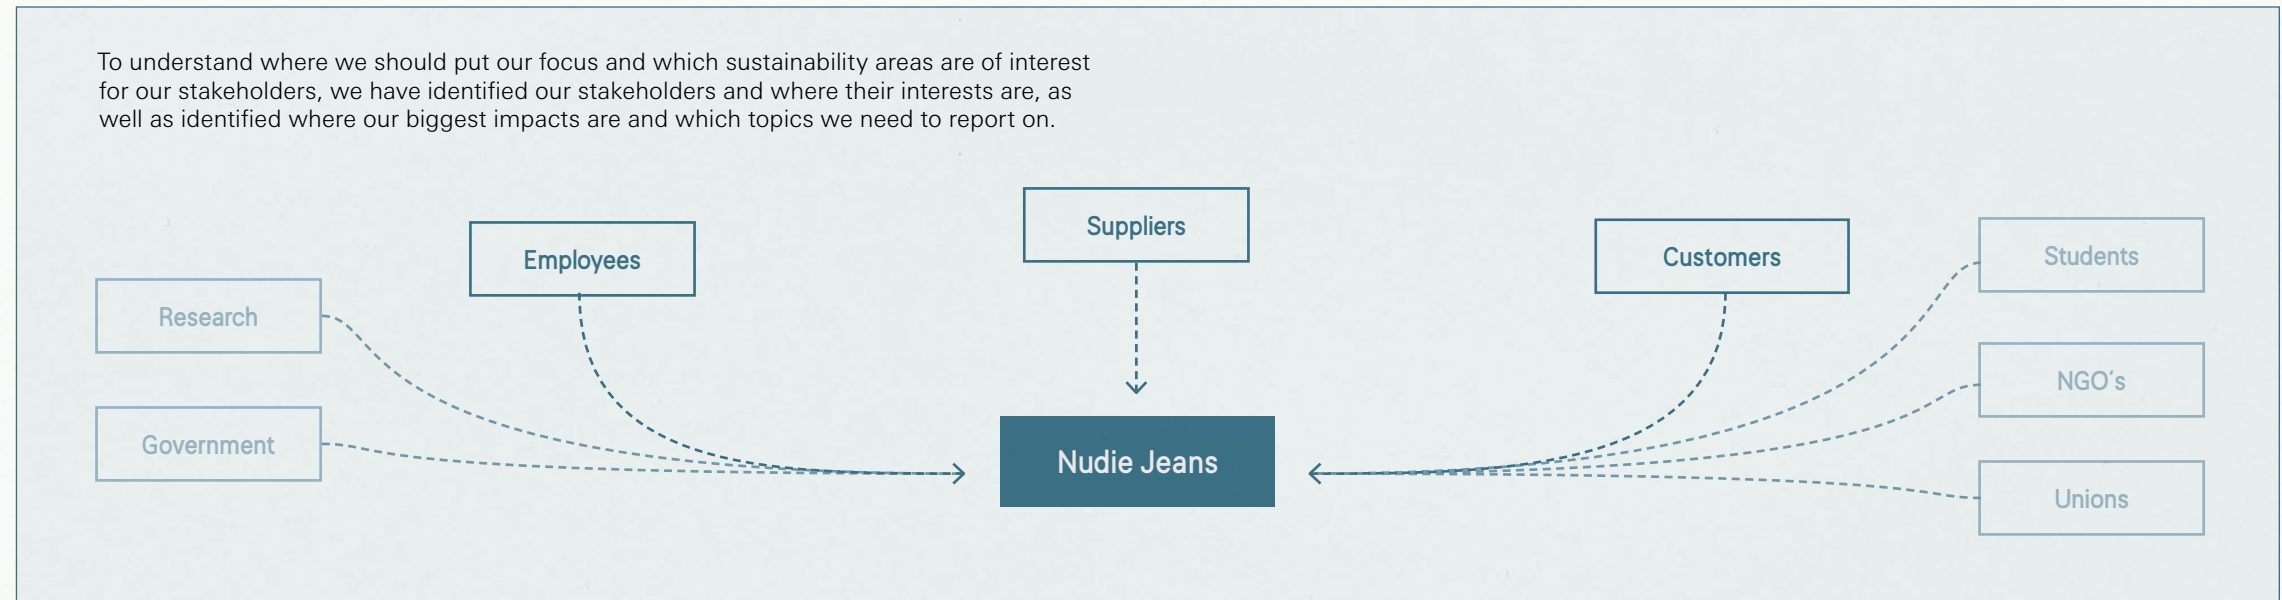 To understand where we should put our focus and which sustainability areas are of interest
for our stakeholders, we have identified our stakeholders and where their interests are, as
well as identified where our biggest impacts are and which topics we need to report on.
Suppliers
Employees
Customers
Students
Research
NGO´s
Government
Nudie Jeans
Unions